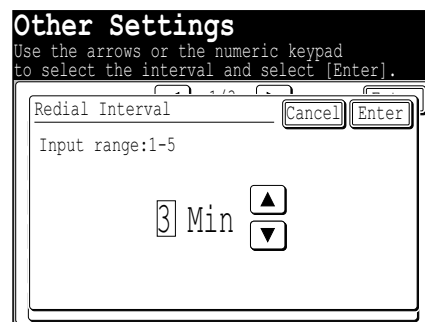 Other Settings
Use the arrows or the numeric keypad
to select the interval and select [Enter].
Redial Interval
Cancel
Enter
Input range:1-5
3 Min